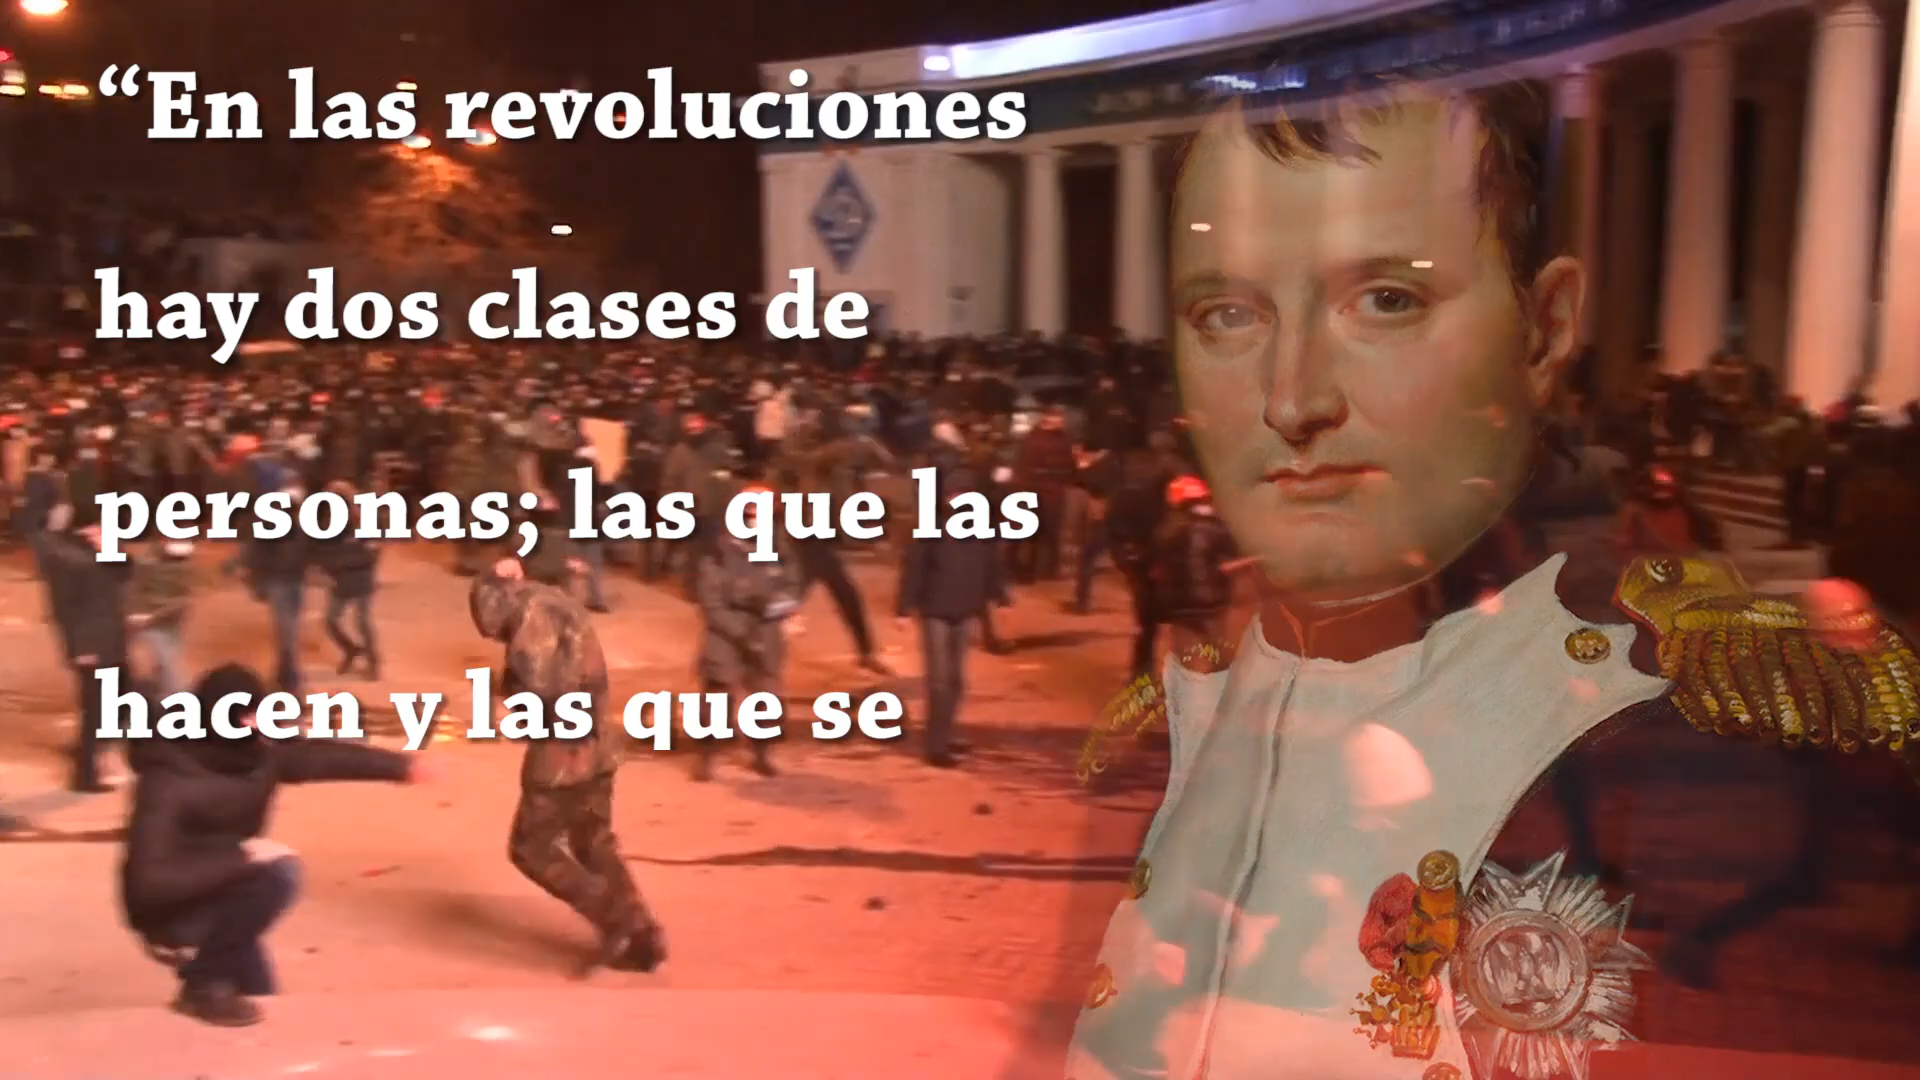 “En las revoluciones
hay dos clases de
personas; las que las
hacen y las que se